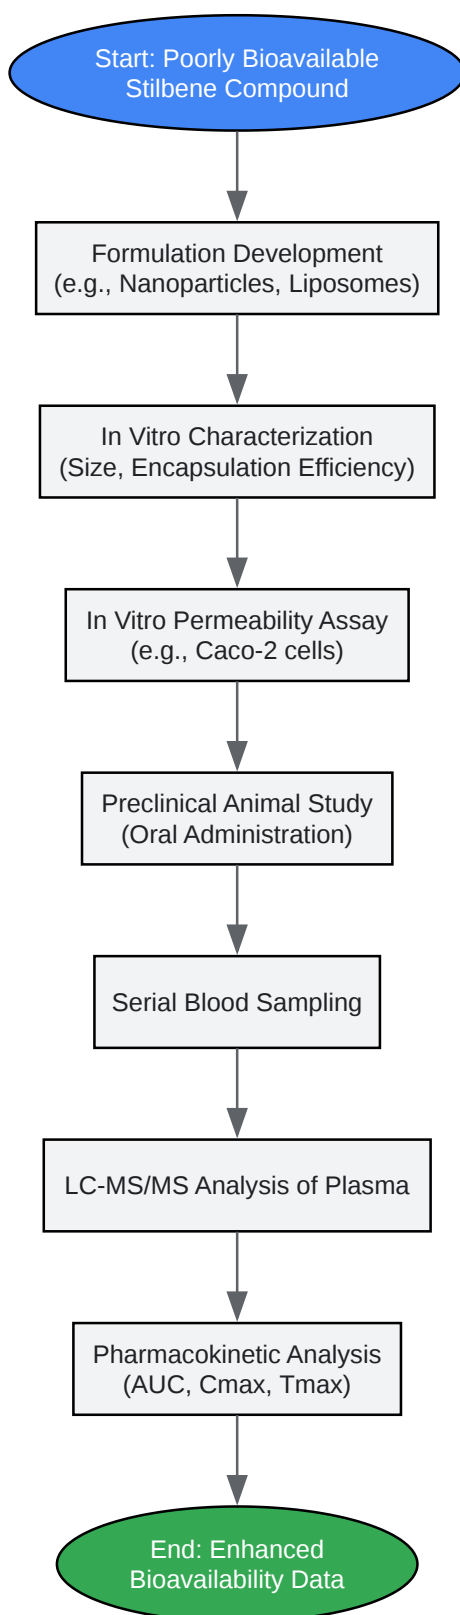 Start: Poorly Bioavailable
Stilbene Compound
Formulation Development
(e.g., Nanoparticles, Liposomes)
In Vitro Characterization
(Size, Encapsulation Efficiency)
In Vitro Permeability Assay
(e.g., Caco-2 cells)
Preclinical Animal Study
(Oral Administration)
Serial Blood Sampling
LC-MS/MS Analysis of Plasma
Pharmacokinetic Analysis
(AUC, Cmax, Tmax)
End: Enhanced
Bioavailability Data